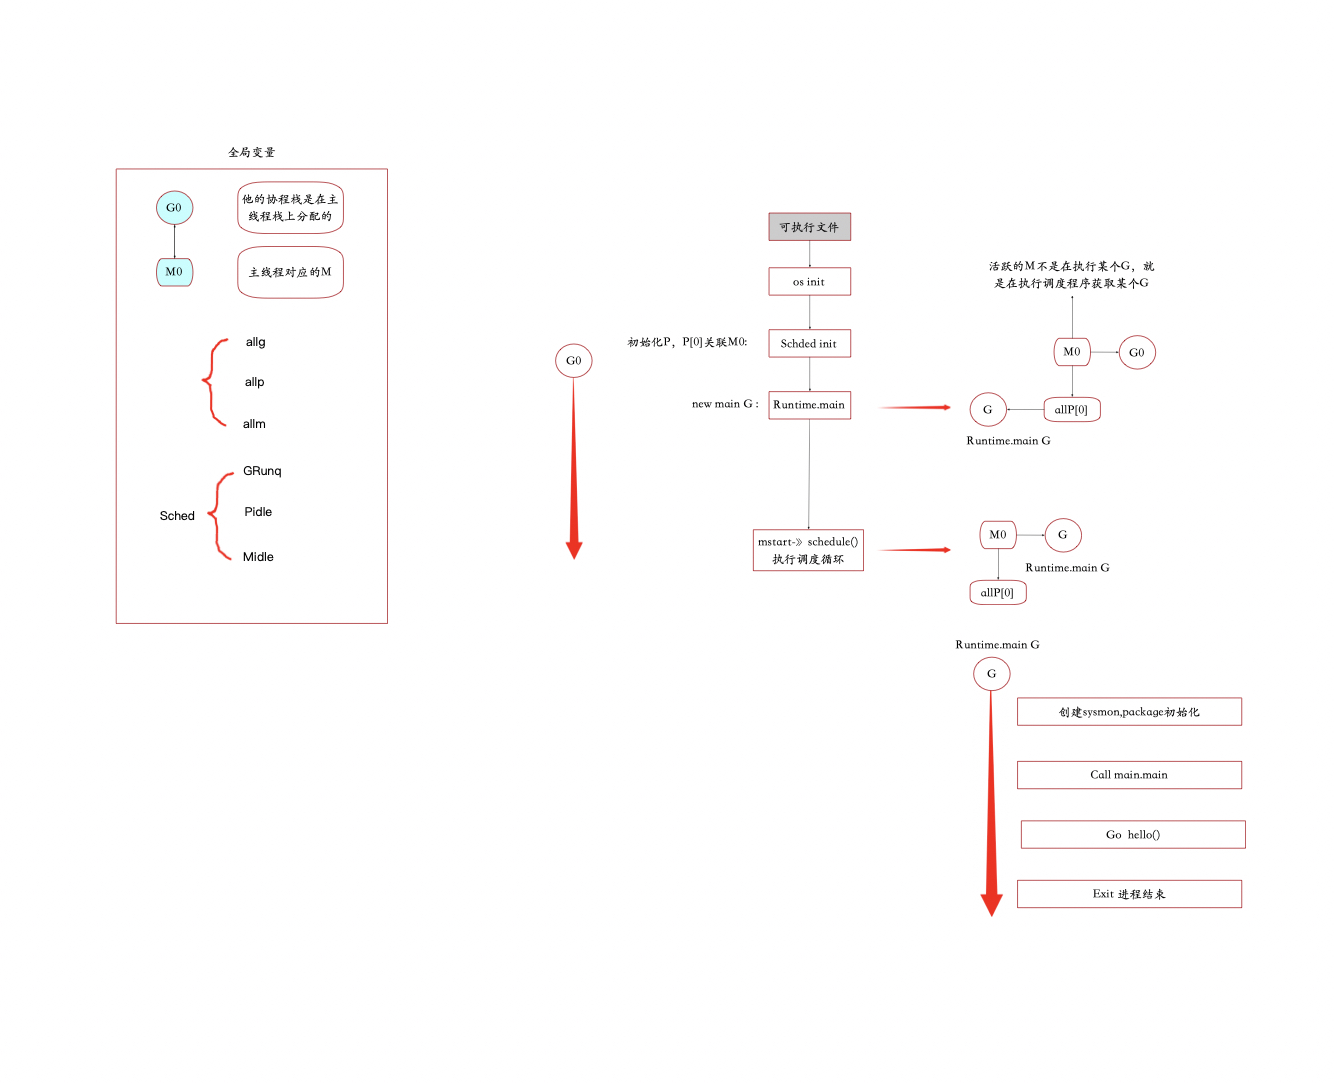 全局变量
G0
他的协程栈是在主
线程栈上分配的
M0
主线程对应的M
allg
allp
allm
Sched
GRunq
Pidle
Midle
G0
可执行文件
os init
初始化P，P[0]关联M0:
Schded init
new main G :
Runtime.main
mstart-》 schedule()
执行调度循环
活跃的M不是在执行某个G，就
是在执行调度程序获取某个G
M0
G0
G
allP[0]
Runtime.main G
M0
G
Runtime.main G
allP[0]
Runtime.main G
G
创建sysmon,package初始化
Call main.main
Go hello()
Exit 进程结束